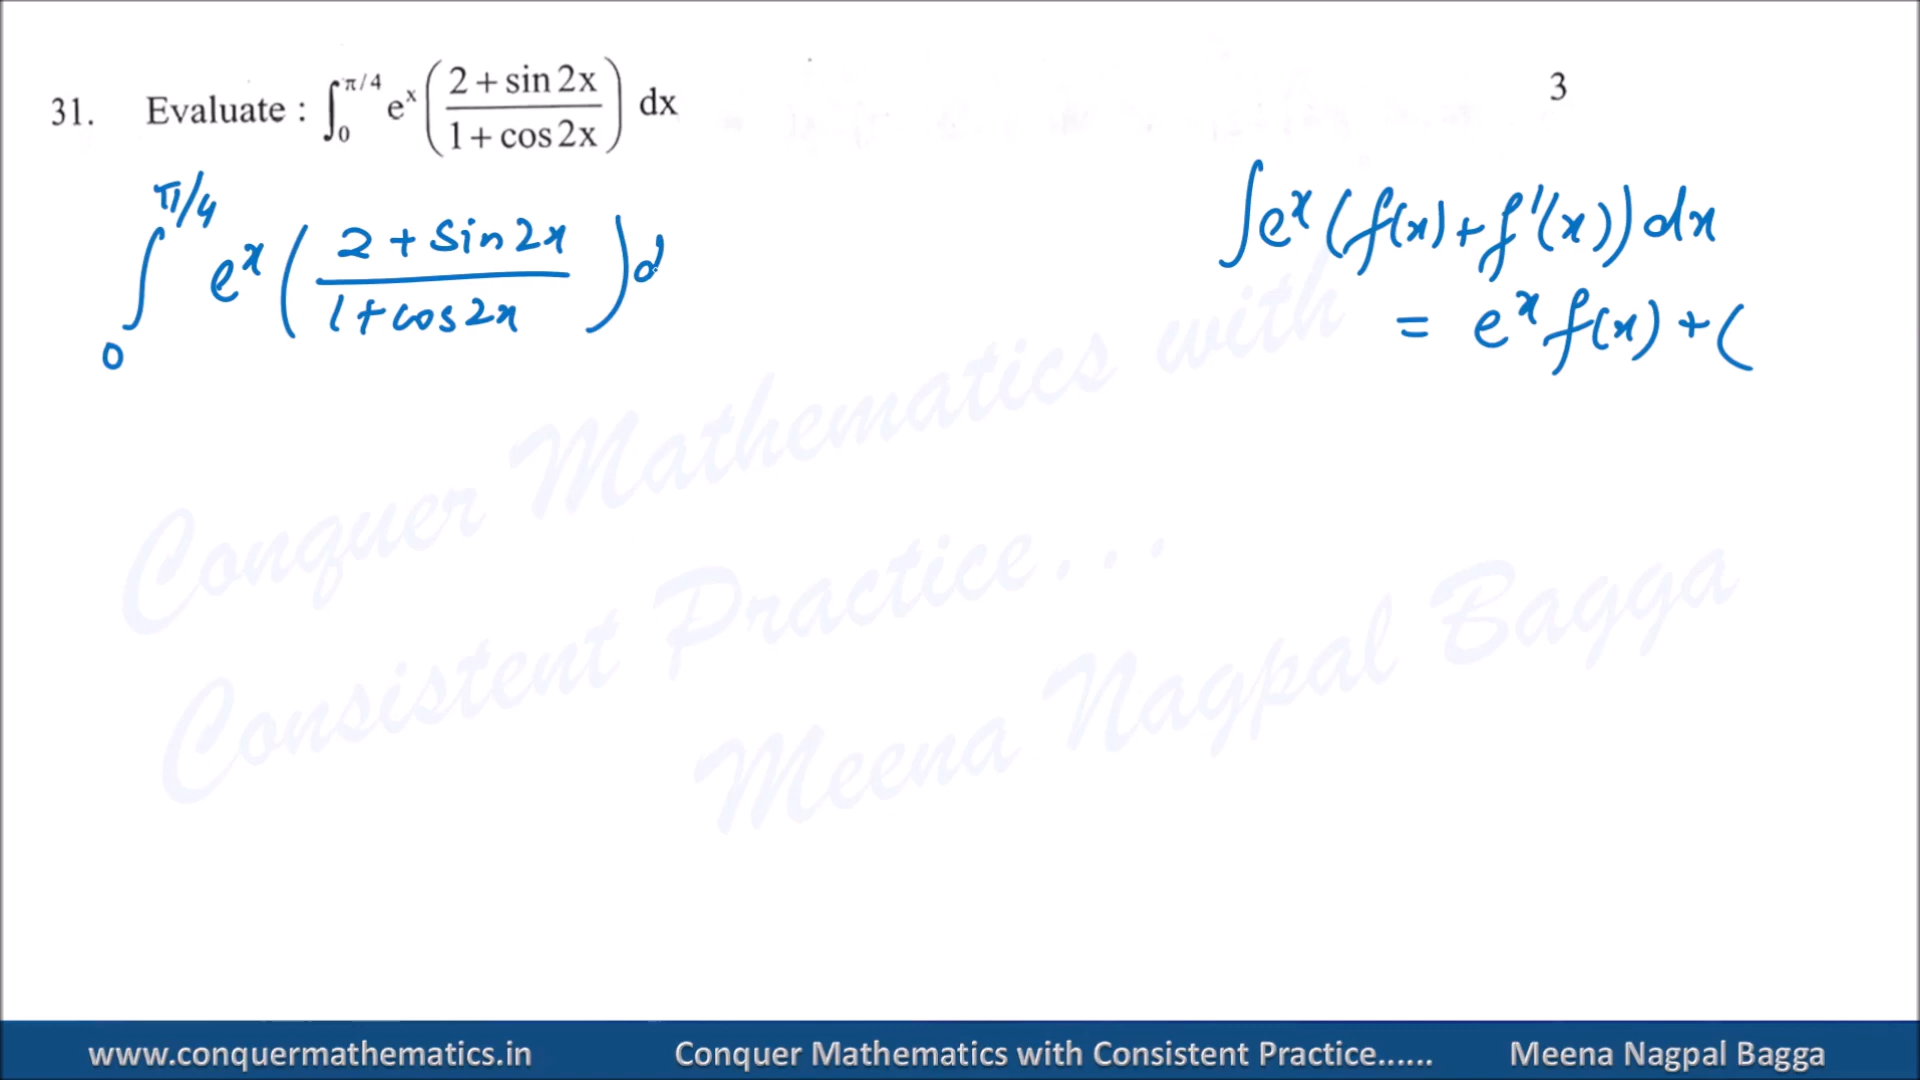 31. Evaluate : ∫₀^{π/4} eˣ ( (2 + sin 2x) / (1 + cos 2x) ) dx 3
∫₀^{π/4} eˣ ( (2 + Sin 2x) / (1 + cos 2x) ) d
∫ eˣ (f(x) + f'(x)) dx
= eˣ f(x) + (
Conquer Mathematics with
Consistent Practice...
Meena Nagpal Bagga
www.conquermathematics.in Conquer Mathematics with Consistent Practice...... Meena Nagpal Bagga